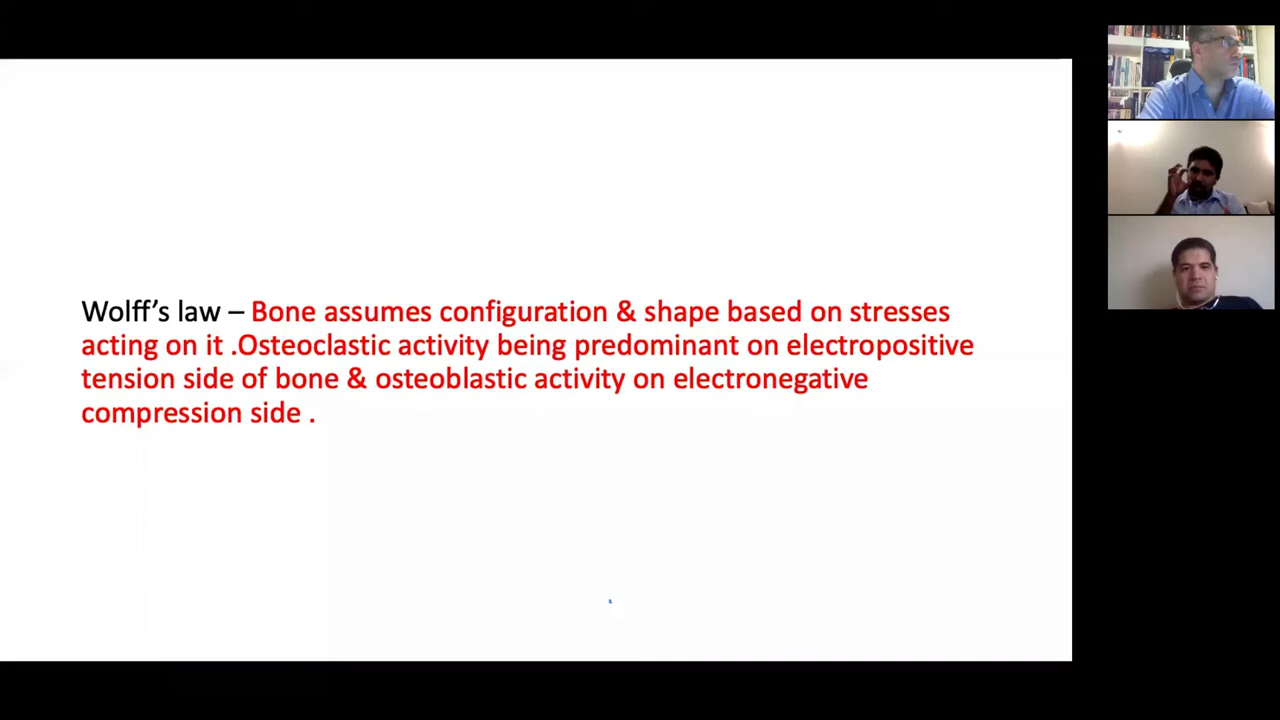 Wolff’s law – Bone assumes configuration & shape based on stresses
acting on it .Osteoclastic activity being predominant on electropositive
tension side of bone & osteoblastic activity on electronegative
compression side .